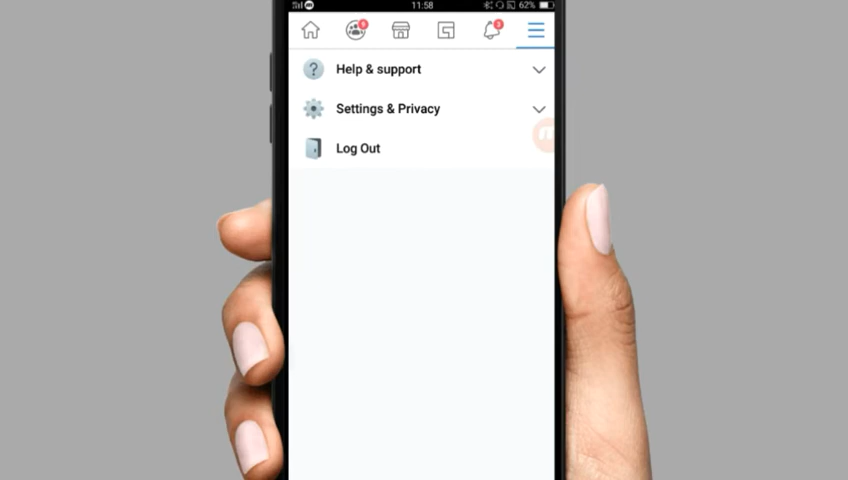 11:58
62%
Help & support
Settings & Privacy
Log Out